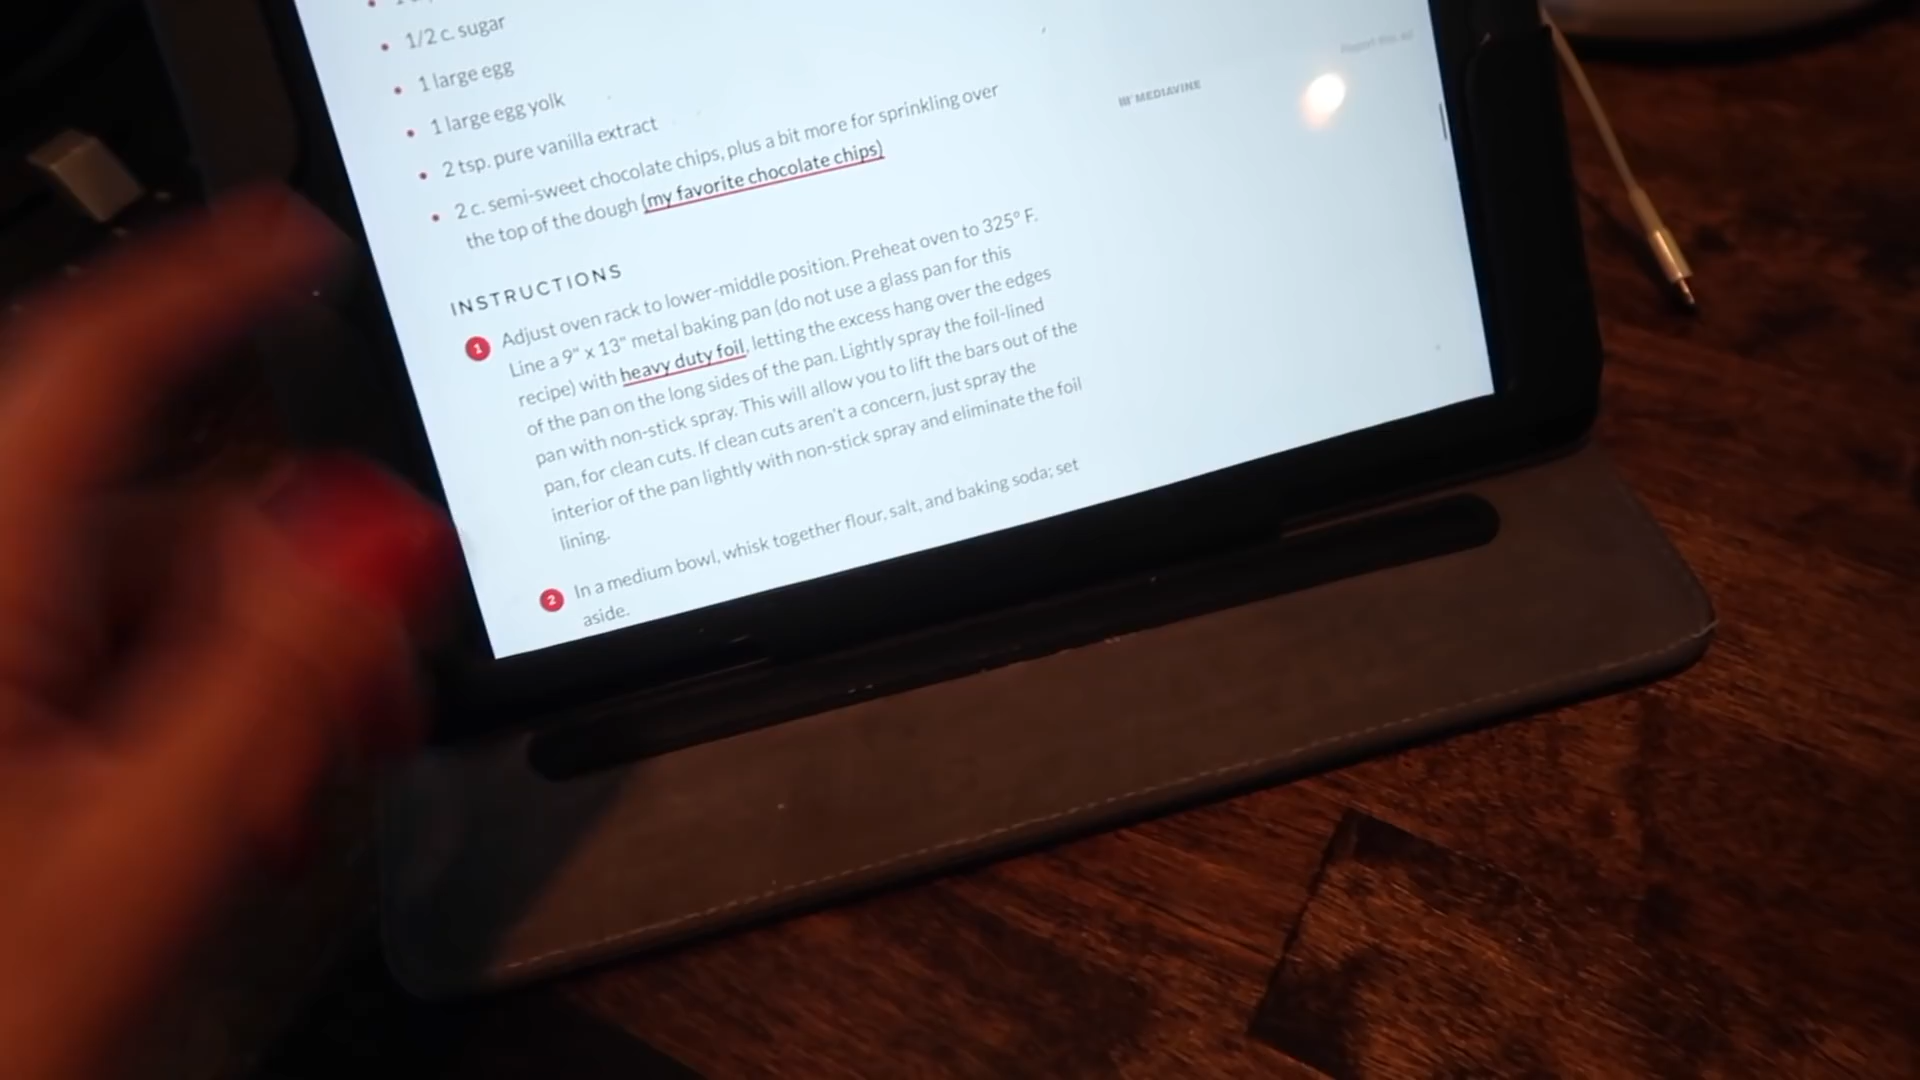 1/2 c. sugar
1 large egg
1 large egg yolk
2 tsp. pure vanilla extract
2 c. semi-sweet chocolate chips, plus a bit more for sprinkling over
the top of the dough (my favorite chocolate chips)
INSTRUCTIONS
1 Adjust oven rack to lower-middle position. Preheat oven to 325° F.
Line a 9" x 13" metal baking pan (do not use a glass pan for this
recipe) with heavy duty foil, letting the excess hang over the edges
of the pan on the long sides of the pan. Lightly spray the foil-lined
pan with non-stick spray. This will allow you to lift the bars out of the
pan, for clean cuts. If clean cuts aren't a concern, just spray the
interior of the pan lightly with non-stick spray and eliminate the foil
lining.
2 In a medium bowl, whisk together flour, salt, and baking soda; set
aside.
MEDIAVINE
Report this ad